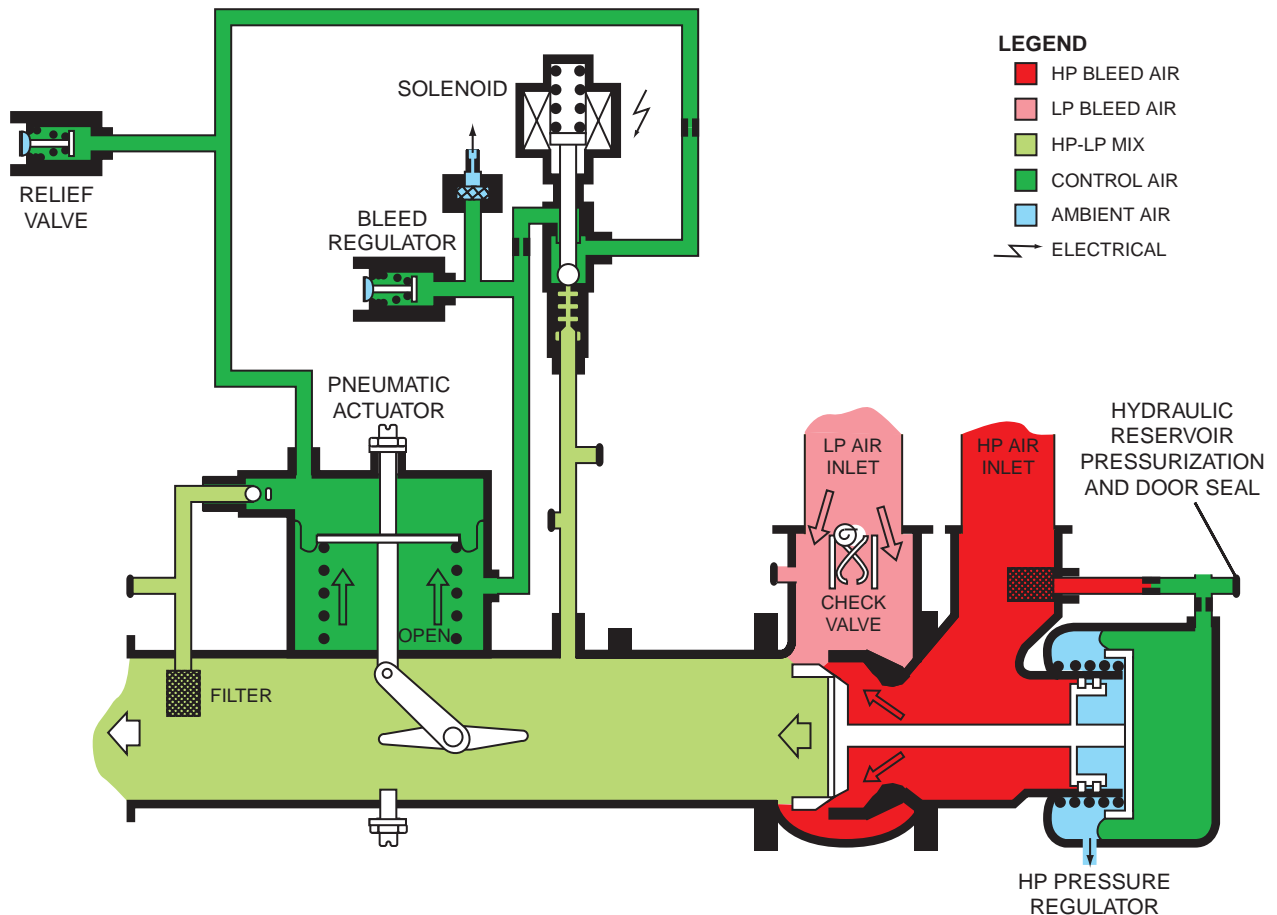 LEGEND
HP BLEED AIR
LP BLEED AIR
HP-LP MIX
CONTROL AIR
AMBIENT AIR
ELECTRICAL
SOLENOID
RELIEF
VALVE
BLEED
REGULATOR
PNEUMATIC
ACTUATOR
OPEN
FILTER
LP AIR
INLET
CHECK
VALVE
HP AIR
INLET
HYDRAULIC
RESERVOIR
PRESSURIZATION
AND DOOR SEAL
HP PRESSURE
REGULATOR